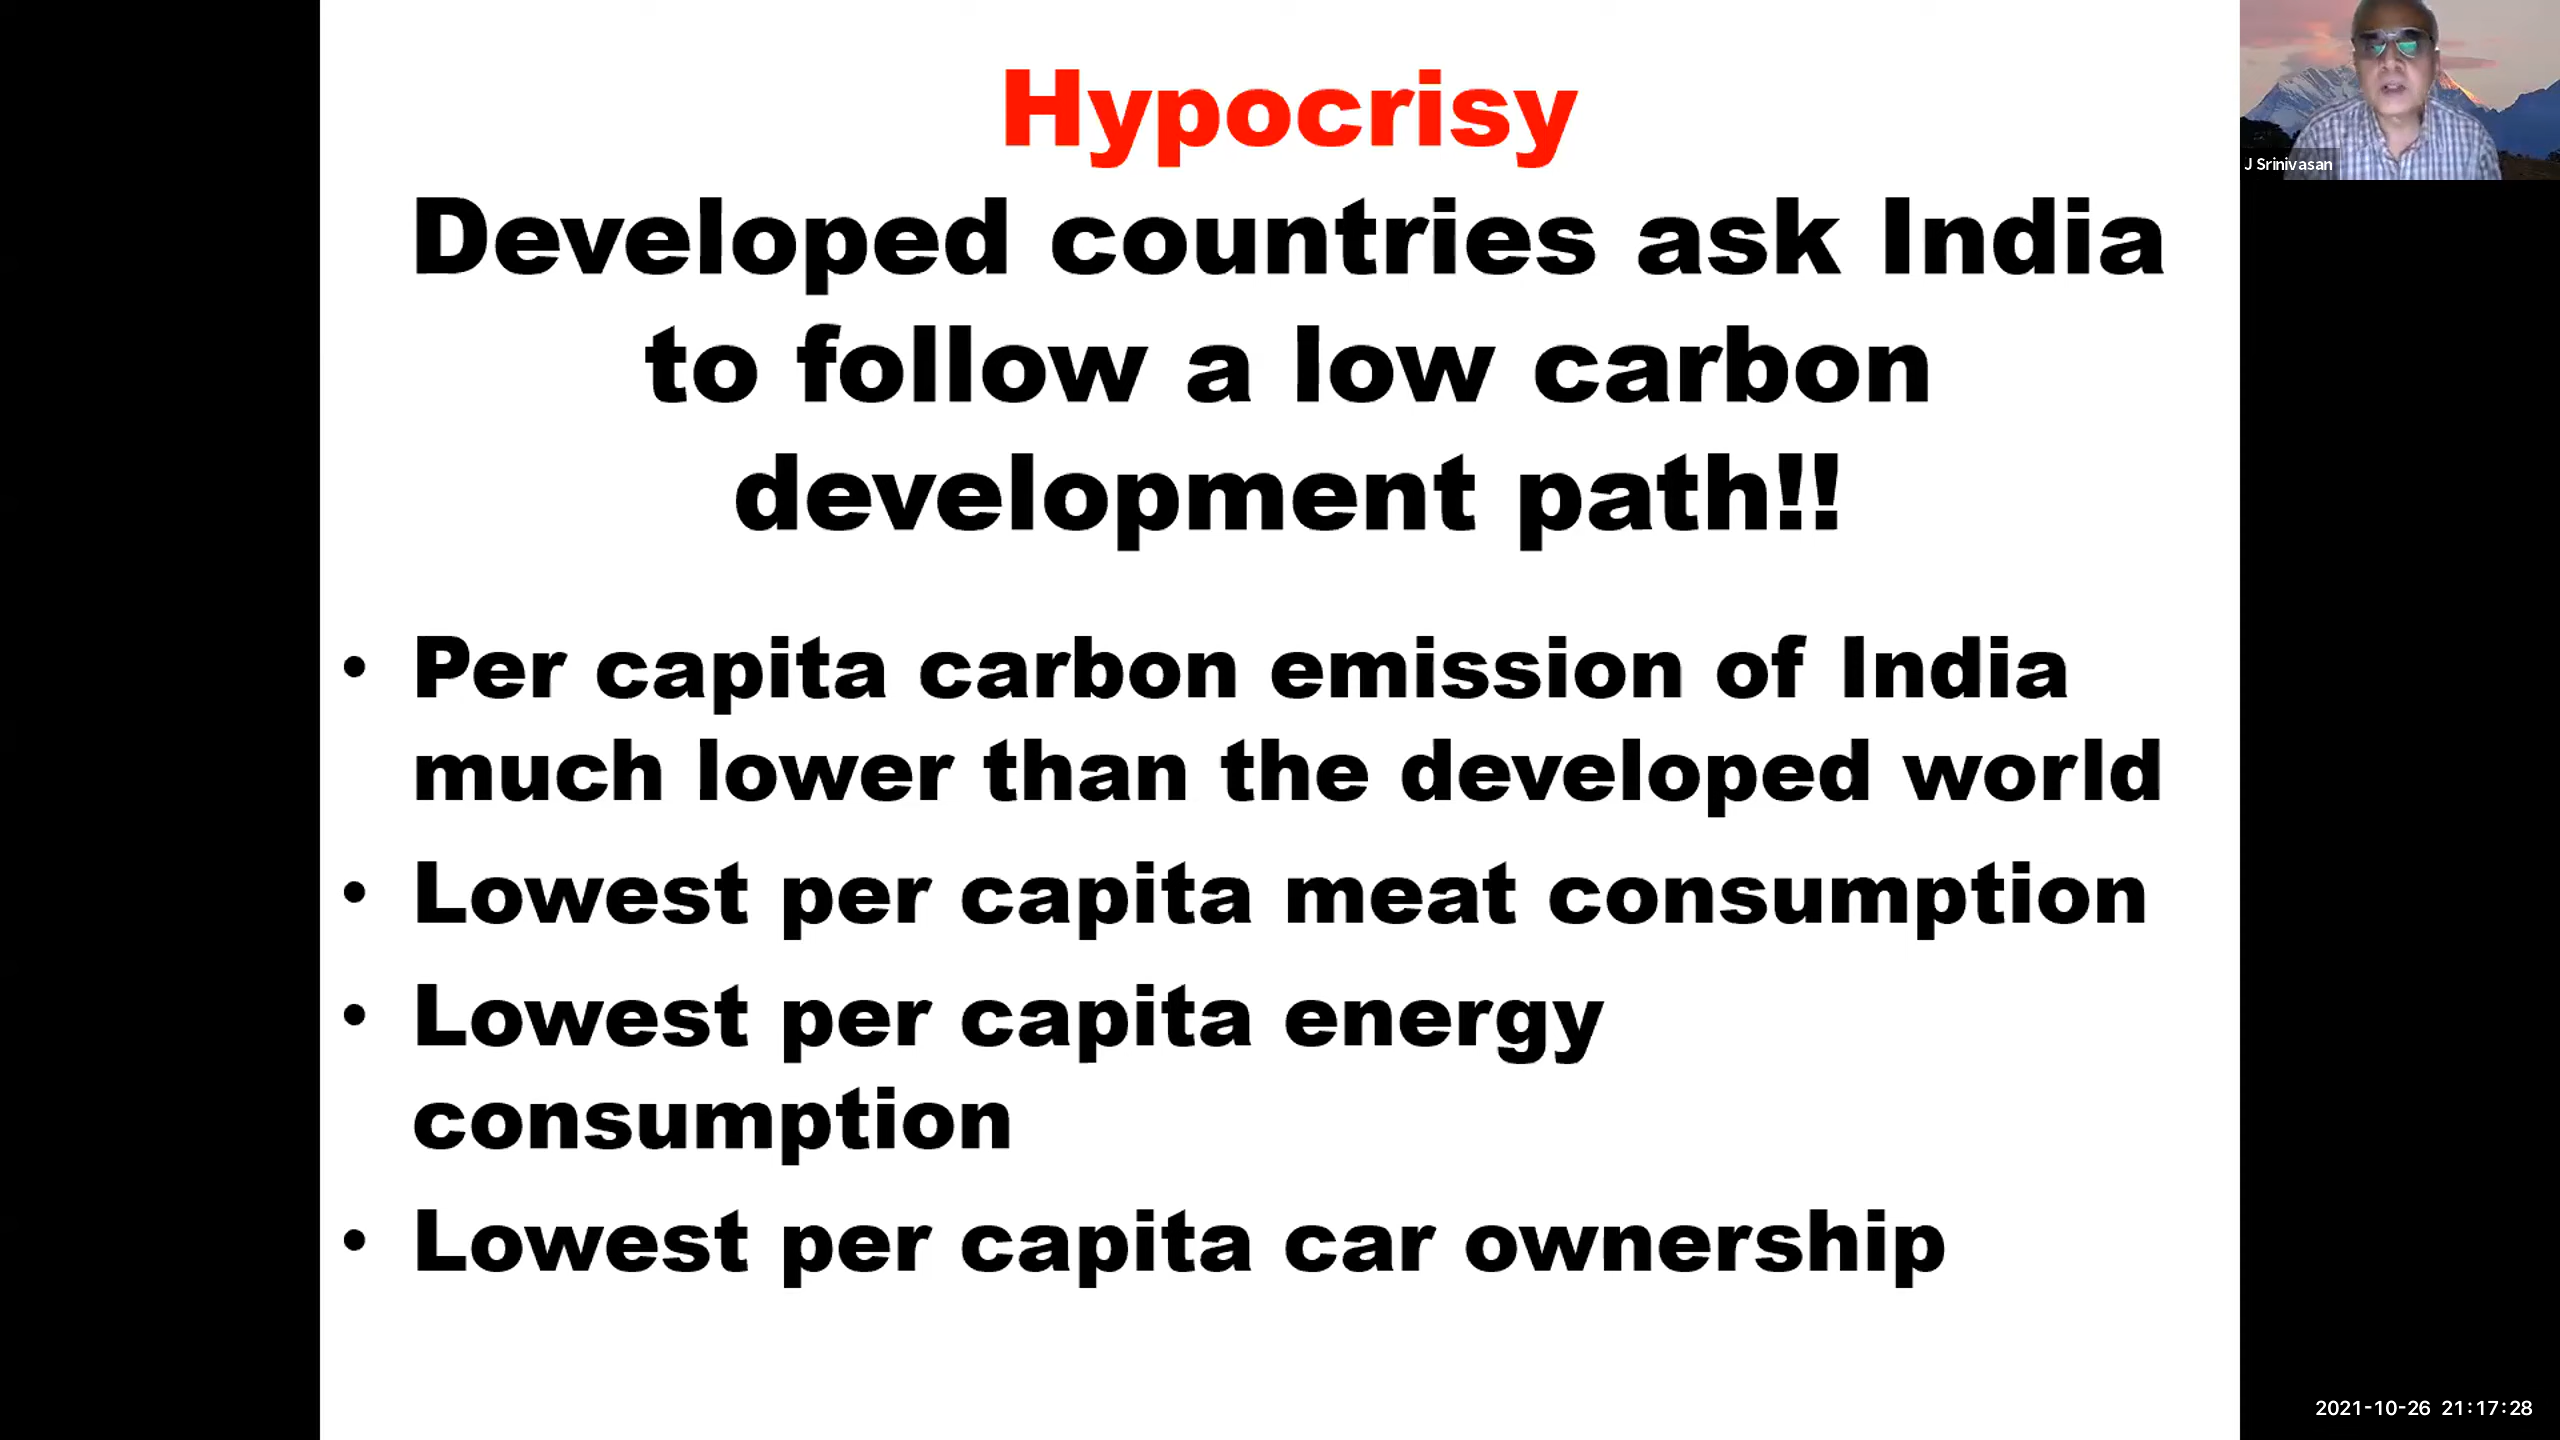 Hypocrisy
Developed countries ask India
to follow a low carbon
development path!!
• Per capita carbon emission of India
much lower than the developed world
• Lowest per capita meat consumption
• Lowest per capita energy
consumption
• Lowest per capita car ownership
J Srinivasan
2021-10-26 21:17:28